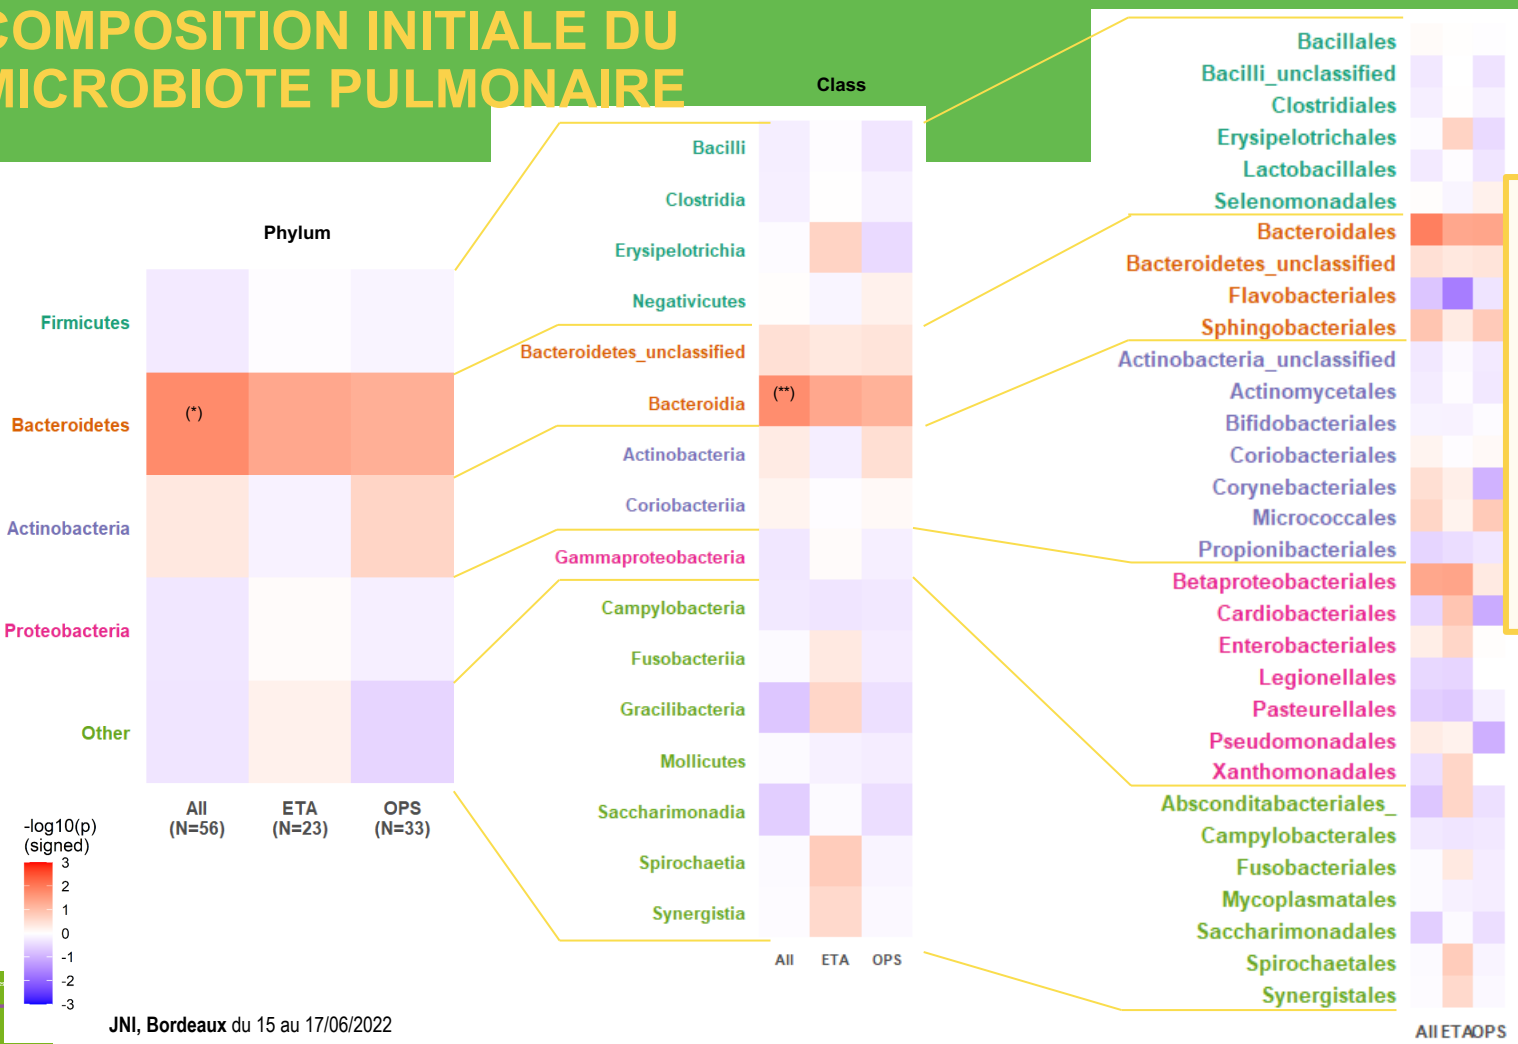 COMPOSITION INITIALE DU
MICROBIOTE PULMONAIRE
Phylum
Firmicutes
Bacteroidetes
(*)
Actinobacteria
Proteobacteria
Other
All
(N=56)
ETA
(N=23)
OPS
(N=33)
-log10(p)
(signed)
3
2
1
0
-1
-2
-3
Class
Bacilli
Clostridia
Erysipelotrichia
Negativicutes
Bacteroidetes_unclassified
Bacteroidia
(**)
Actinobacteria
Coriobacteriia
Gammaproteobacteria
Campylobacteria
Fusobacteriia
Gracilibacteria
Mollicutes
Saccharimonadia
Spirochaetia
Synergistia
All ETA OPS
Bacillales
Bacilli_unclassified
Clostridiales
Erysipelotrichales
Lactobacillales
Selenomonadales
Bacteroidales
Bacteroidetes_unclassified
Flavobacteriales
Sphingobacteriales
Actinobacteria_unclassified
Actinomycetales
Bifidobacteriales
Coriobacteriales
Corynebacteriales
Micrococcales
Propionibacteriales
Betaproteobacteriales
Cardiobacteriales
Enterobacteriales
Legionellales
Pasteurellales
Pseudomonadales
Xanthomonadales
Absconditabacteriales_
Campylobacterales
Fusobacteriales
Mycoplasmatales
Saccharimonadales
Spirochaetales
Synergistales
All ETA OPS
JNI, Bordeaux du 15 au 17/06/2022